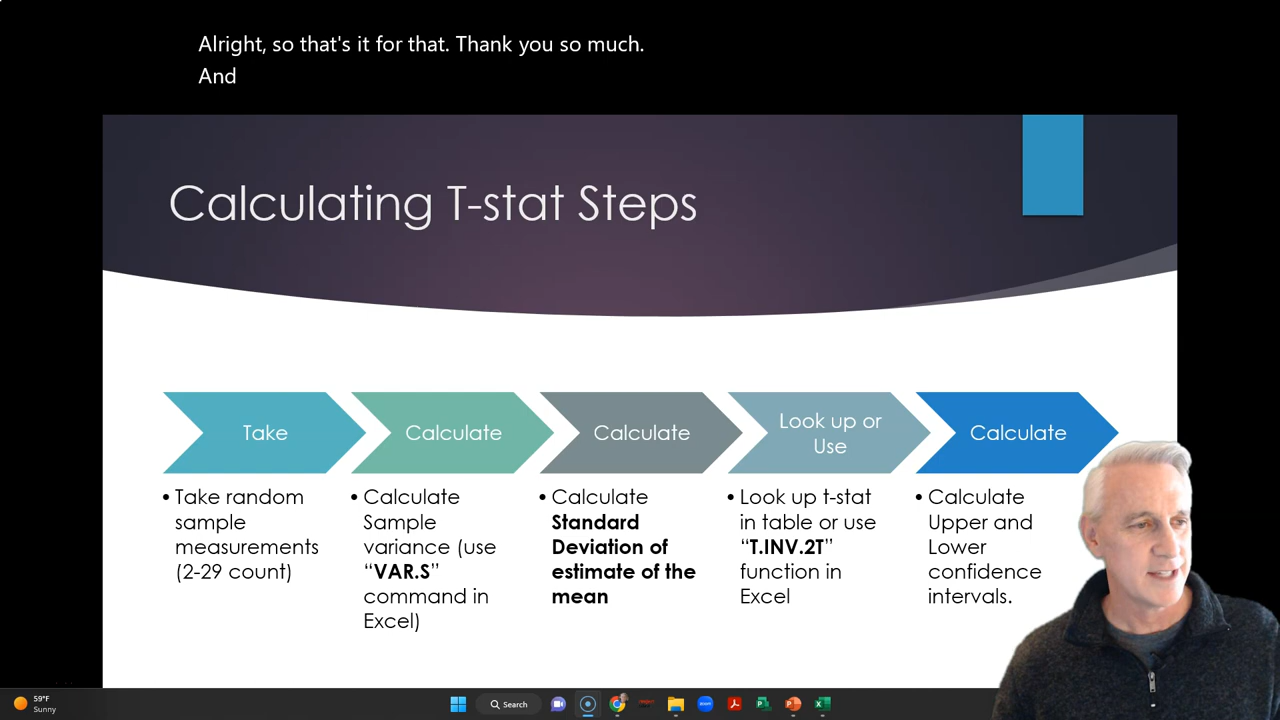 Alright, so that's it for that. Thank you so much.
And
Calculating T-stat Steps
Take
Calculate
Calculate
Look up or
Use
Calculate
• Take random
sample
measurements
(2-29 count)
• Calculate
Sample
variance (use
“VAR.S”
command in
Excel)
• Calculate
Standard
Deviation of
estimate of the
mean
• Look up t-stat
in table or use
“T.INV.2T”
function in
Excel
• Calculate
Upper and
Lower
confidence
intervals.
59°F
Sunny
Search
zoom